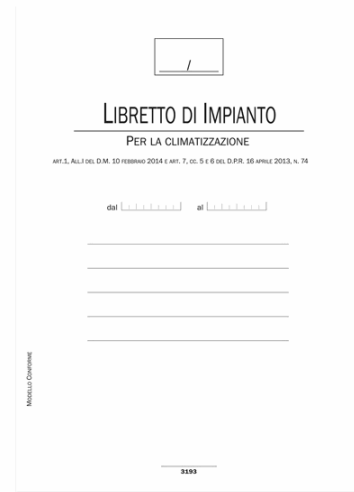 /
LIBRETTO DI IMPIANTO
PER LA CLIMATIZZAZIONE
ART.1, ALL.I DEL D.M. 10 FEBBRAIO 2014 E ART. 7, CC. 5 E 6 DEL D.P.R. 16 APRILE 2013, N. 74
dal al
MODELLO CONFORME
3193